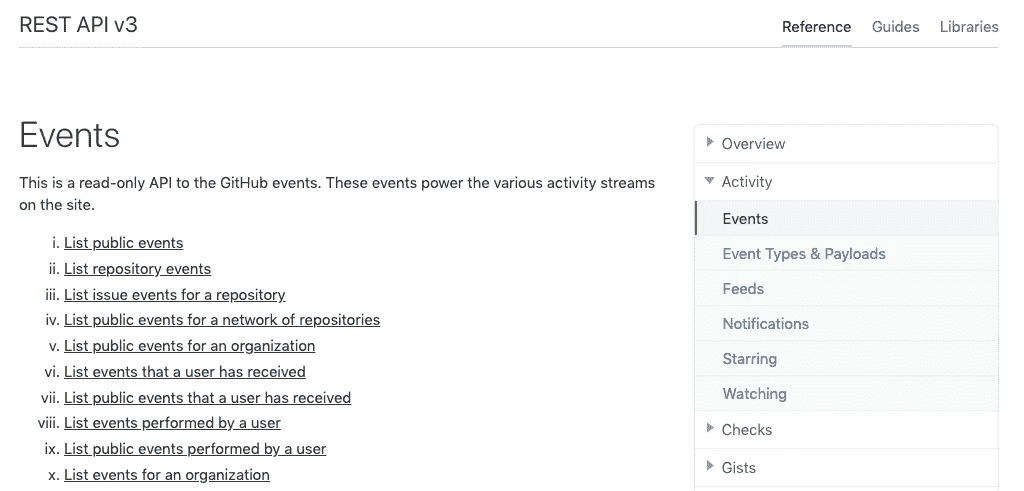 REST API v3
Reference Guides Libraries
Events
This is a read-only API to the GitHub events. These events power the various activity streams
on the site.
i. List public events
ii. List repository events
iii. List issue events for a repository
iv. List public events for a network of repositories
v. List public events for an organization
vi. List events that a user has received
vii. List public events that a user has received
viii. List events performed by a user
ix. List public events performed by a user
x. List events for an organization
Overview
Activity
Events
Event Types & Payloads
Feeds
Notifications
Starring
Watching
Checks
Gists